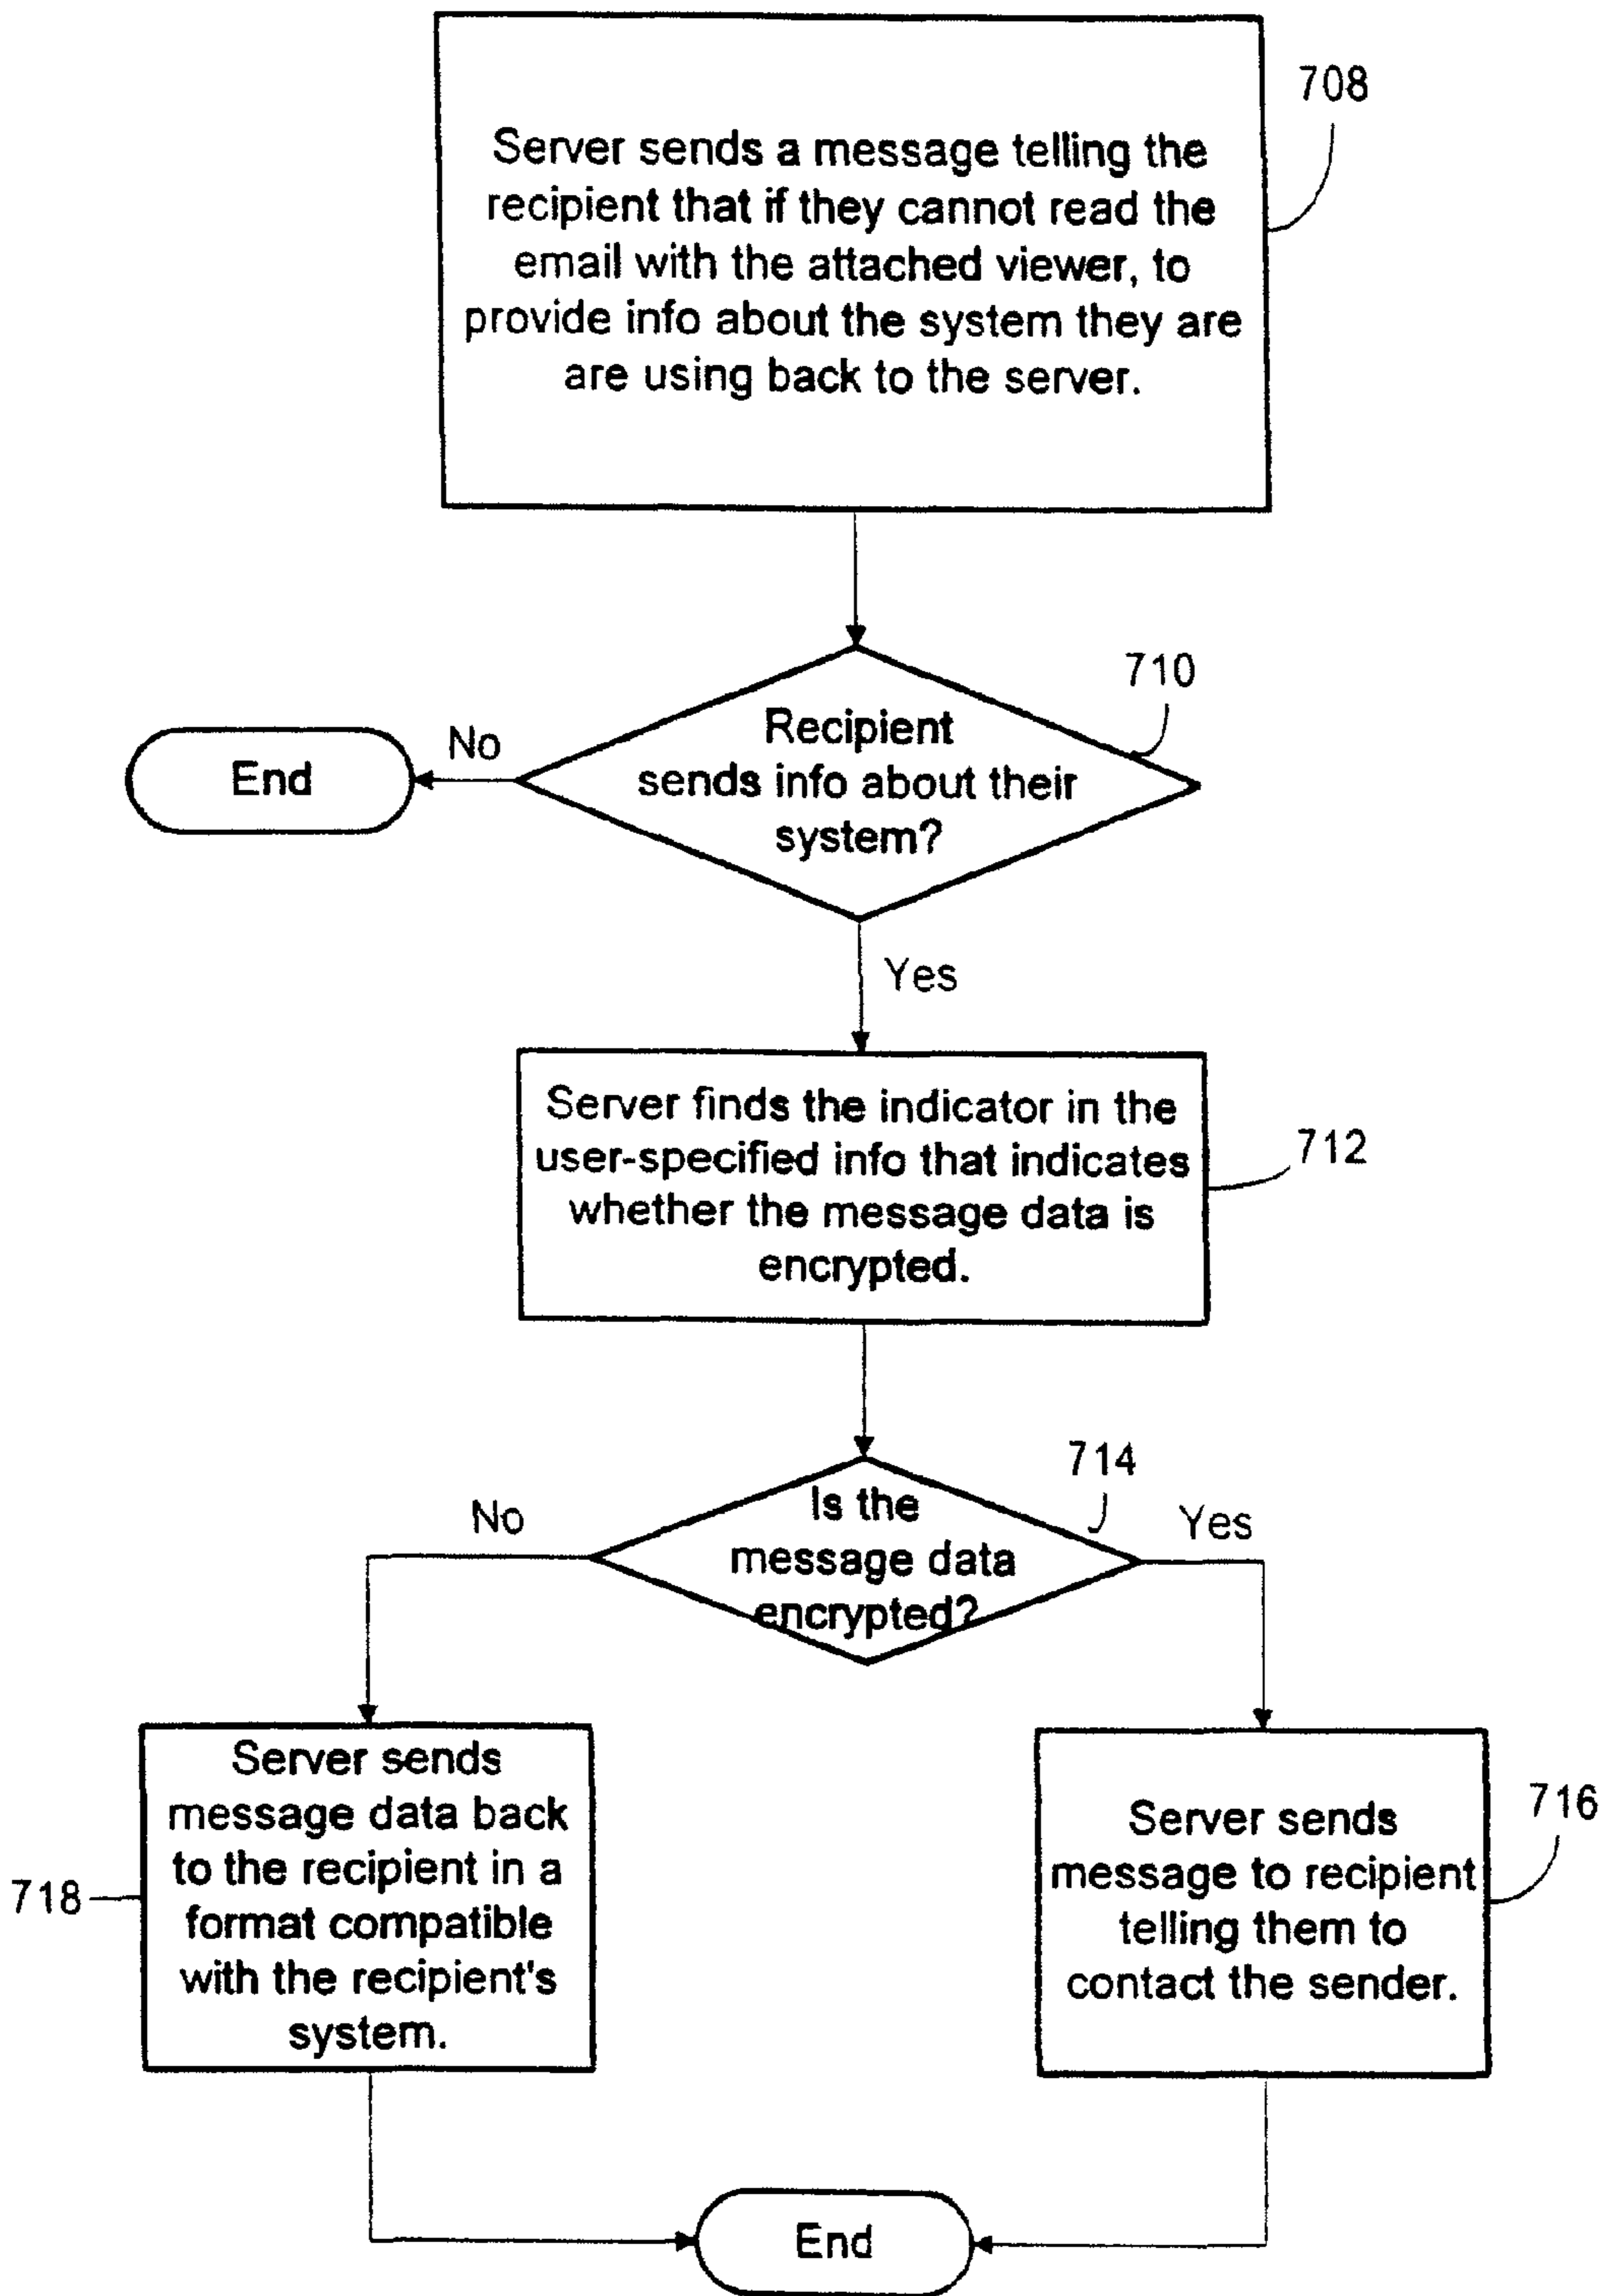 708
Server sends a message telling the
recipient that if they cannot read the
email with the attached viewer, to
provide info about the system they are
are using back to the server.
710
Recipient
sends info about their
system?
No
End
Yes
Server finds the indicator in the
user-specified info that indicates
whether the message data is
encrypted.
712
714
Is the
message data
encrypted?
No
Yes
Server sends
message data back
to the recipient in a
format compatible
with the recipient's
system.
718
Server sends
message to recipient
telling them to
contact the sender.
716
End